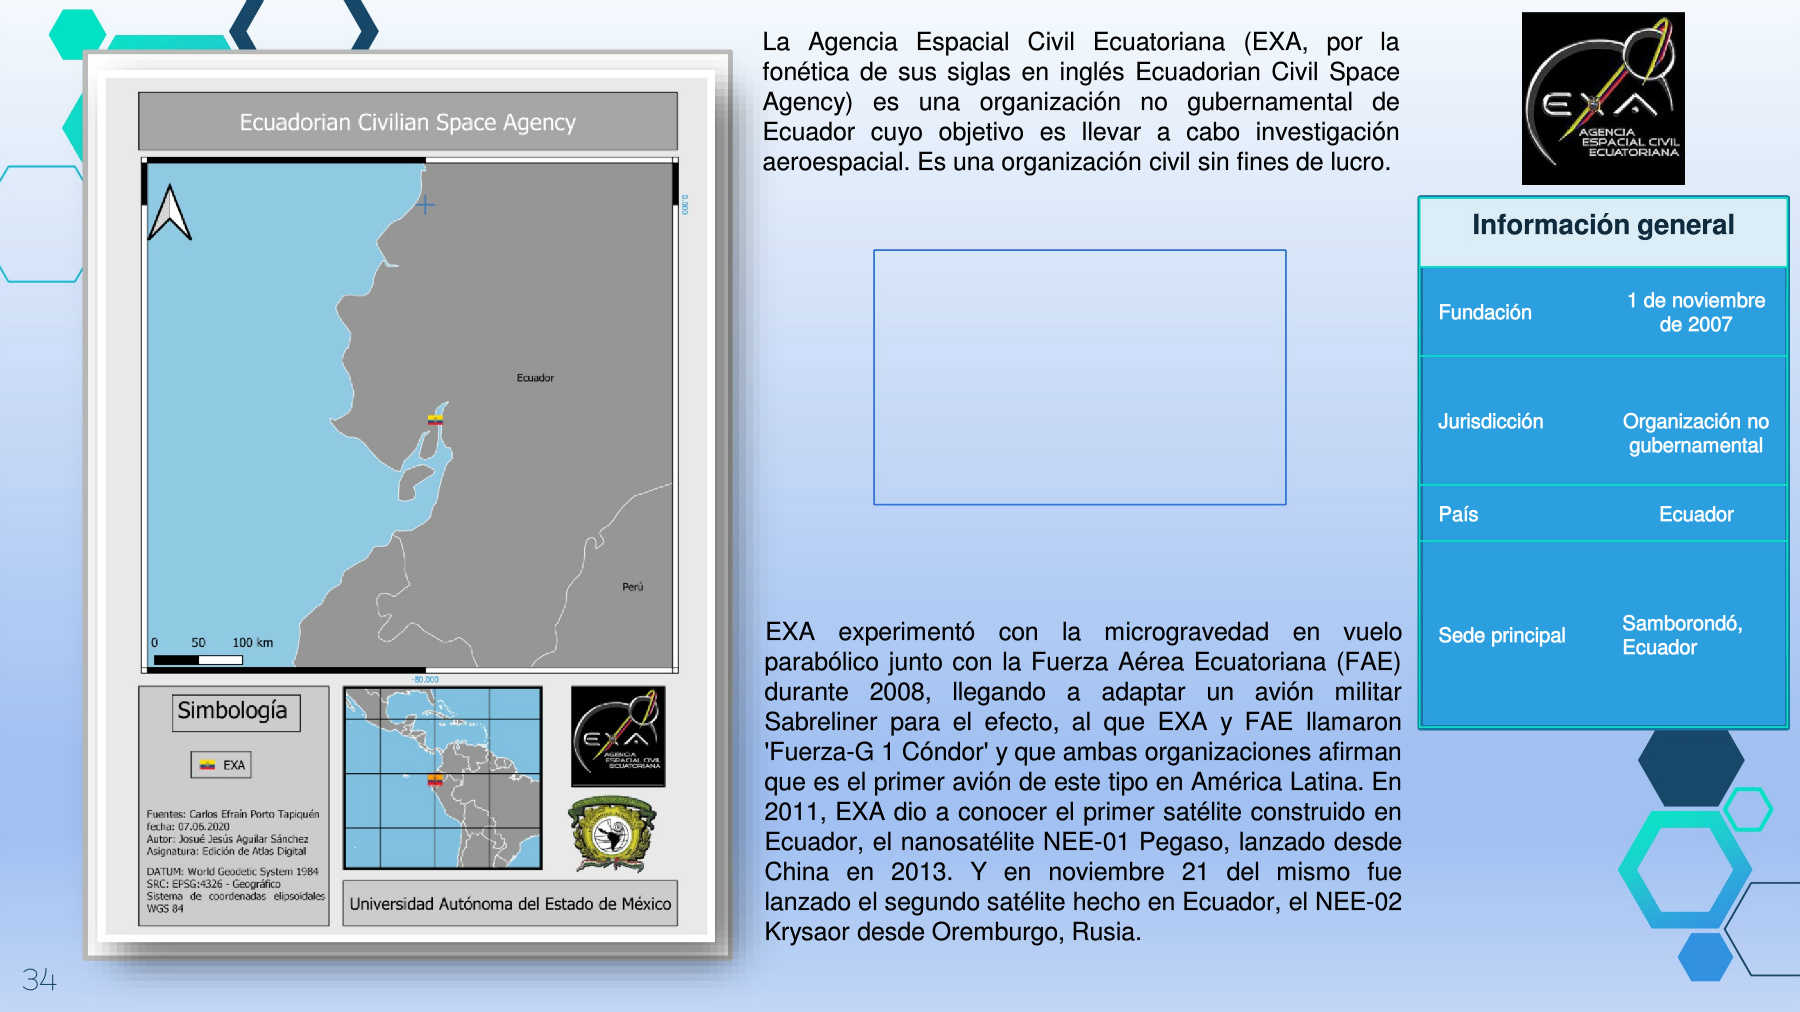 Ecuadorian Civilian Space Agency
0.000
Ecuador
Perú
0 50 100 km
-80.000
Simbología
EXA
Fuentes: Carlos Efraín Porto Tapiquén
fecha: 07.06.2020
Autor: Josué Jesús Aguilar Sánchez
Asignatura: Edición de Atlas Digital
DATUM: World Geodetic System 1984
SRC: EPSG:4326 - Geográfico
Sistema de coordenadas elipsoidales
WGS 84
EXA
AGENCIA
ESPACIAL CIVIL
ECUATORIANA
Universidad Autónoma del Estado de México
34
La Agencia Espacial Civil Ecuatoriana (EXA, por la
fonética de sus siglas en inglés Ecuadorian Civil Space
Agency) es una organización no gubernamental de
Ecuador cuyo objetivo es llevar a cabo investigación
aeroespacial. Es una organización civil sin fines de lucro.
EXA experimentó con la microgravedad en vuelo
parabólico junto con la Fuerza Aérea Ecuatoriana (FAE)
durante 2008, llegando a adaptar un avión militar
Sabreliner para el efecto, al que EXA y FAE llamaron
'Fuerza-G 1 Cóndor' y que ambas organizaciones afirman
que es el primer avión de este tipo en América Latina. En
2011, EXA dio a conocer el primer satélite construido en
Ecuador, el nanosatélite NEE-01 Pegaso, lanzado desde
China en 2013. Y en noviembre 21 del mismo fue
lanzado el segundo satélite hecho en Ecuador, el NEE-02
Krysaor desde Oremburgo, Rusia.
EXA
AGENCIA
ESPACIAL CIVIL
ECUATORIANA
Información general
Fundación 1 de noviembre
de 2007
Jurisdicción Organización no
gubernamental
País Ecuador
Sede principal Samborondó,
Ecuador